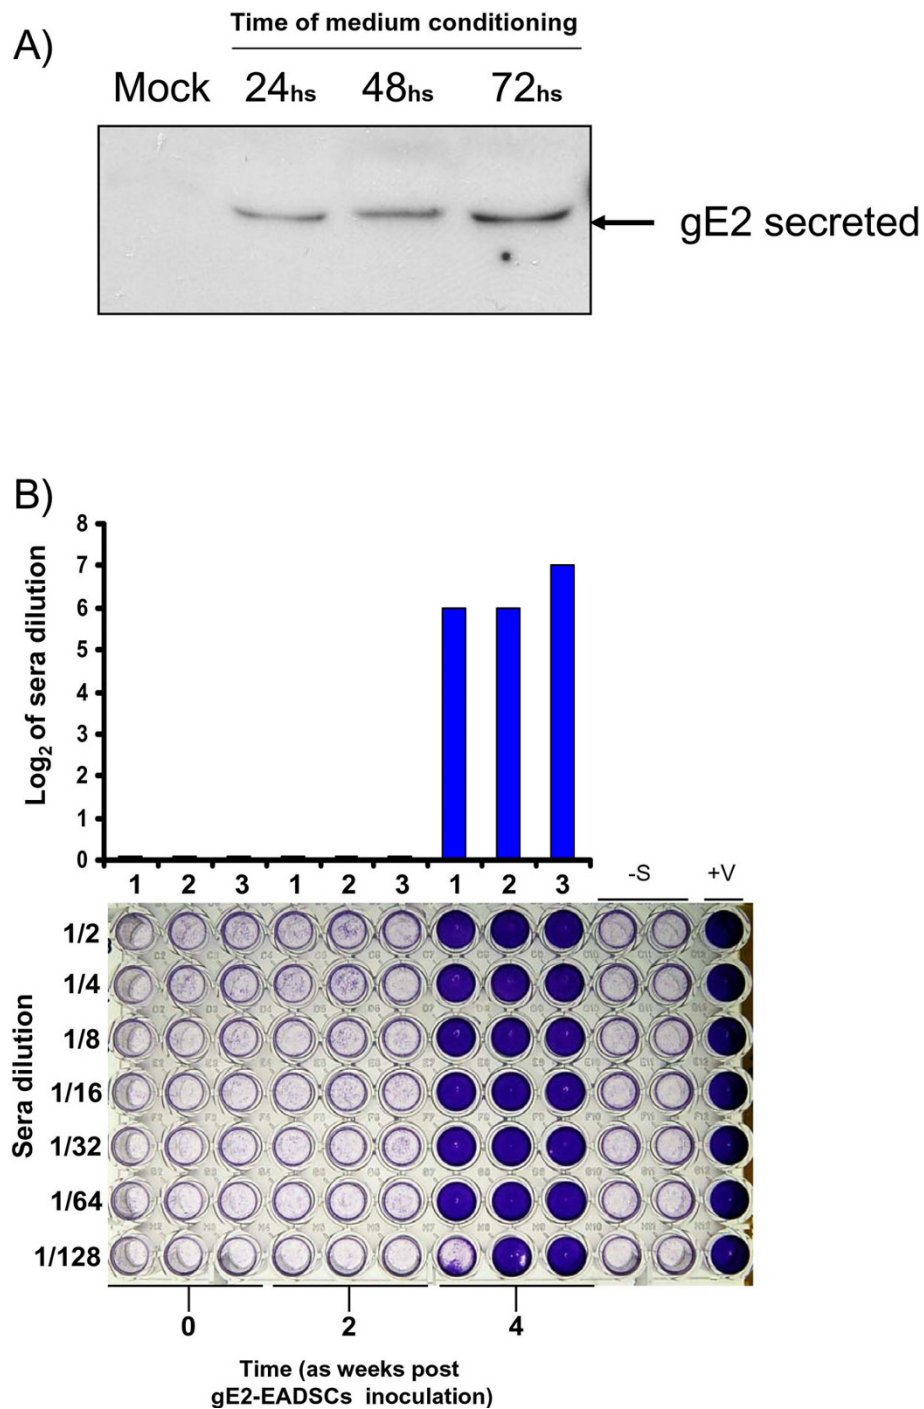 A)
Time of medium conditioning
Mock 24hs 48hs 72hs
gE2 secreted
B)
Log2 of sera dilution
8
7
6
5
4
3
2
1
0
1 2 3 1 2 3 1 2 3 -S +V
Sera dilution
1/2
1/4
1/8
1/16
1/32
1/64
1/128
0 2 4
Time (as weeks post
gE2-EADSCs inoculation)